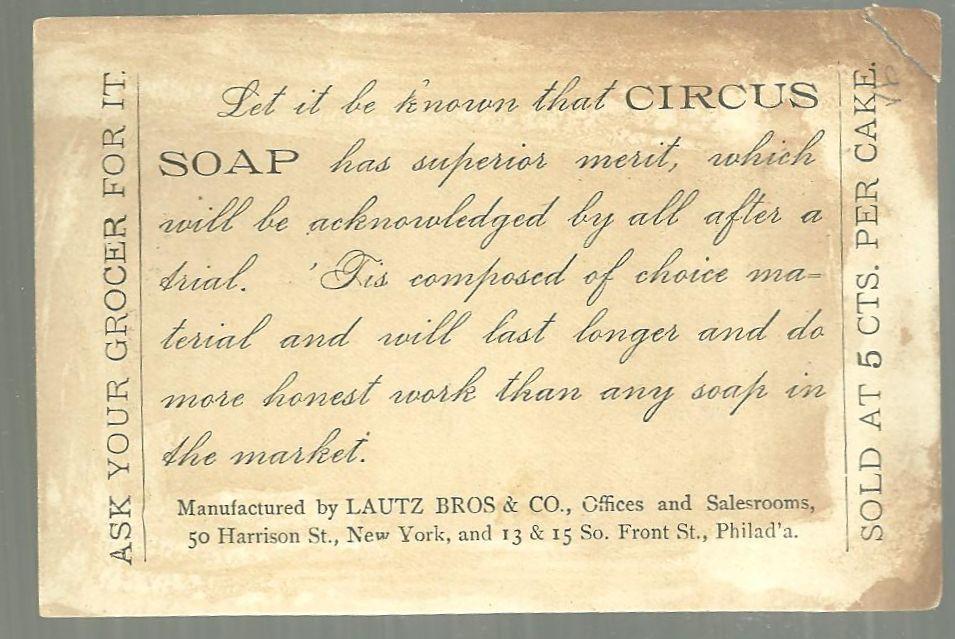 ASK YOUR GROCER FOR IT.
Let it be known that CIRCUS
SOAP has superior merit, which
will be acknowledged by all after a
trial. 'Tis composed of choice ma=
terial and will last longer and do
more honest work than any soap in
the market.
Manufactured by LAUTZ BROS & CO., Offices and Salesrooms,
50 Harrison St., New York, and 13 & 15 So. Front St., Philad'a.
SOLD AT 5 CTS. PER CAKE.